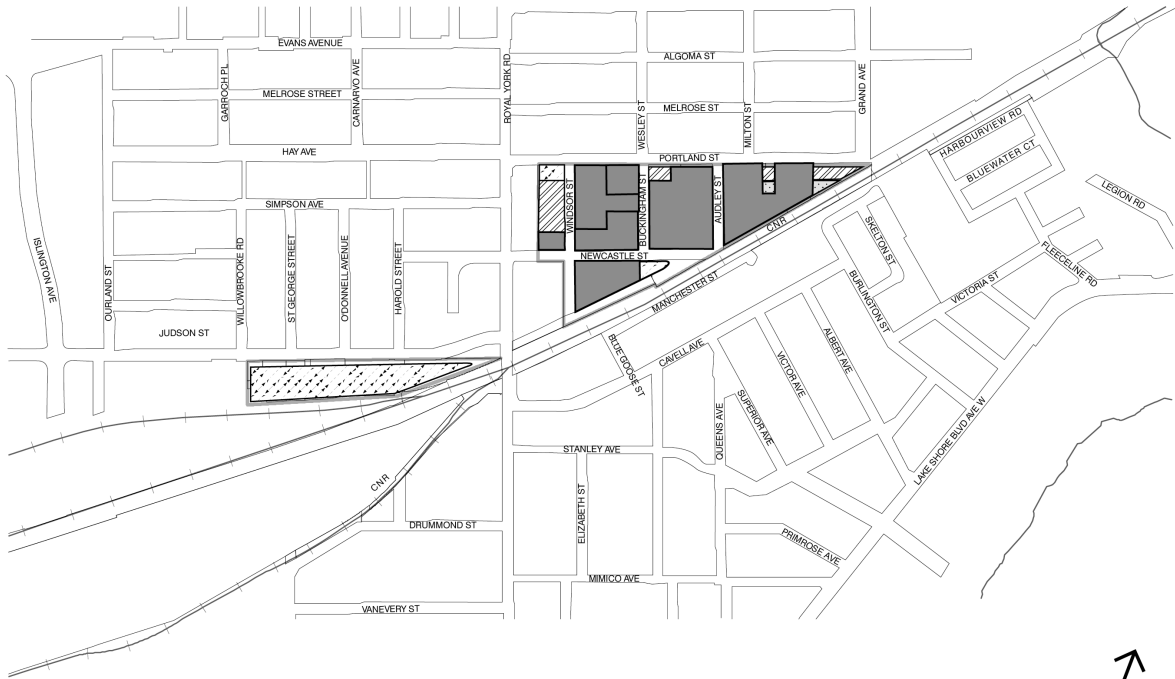 EVANS AVENUE
ALGOMA ST
GARROCH PL
CARNARVO AVE
ROYAL YORK RD
GRAND AVE
MELROSE STREET
MELROSE ST
WESLEY ST
MILTON ST
HARBOURVIEW RD
HAY AVE
PORTLAND ST
BLUEWATER CT
LEGION RD
SIMPSON AVE
WINDSOR ST
BUCKINGHAM ST
AUDLEY ST
CNR
SKELTON ST
ISLINGTON AVE
OURLAND ST
WILLOWBROOKE RD
ST GEORGE STREET
O'DONNELL AVENUE
HAROLD STREET
NEWCASTLE ST
FLEECELINE RD
MANCHESTER ST
BURLINGTON ST
VICTORIA ST
JUDSON ST
BLUE GOOSE ST
CAVELL AVE
VICTOR AVE
ALBERT AVE
SUPERIOR AVE
QUEENS AVE
LAKE SHORE BLVD AVE W
STANLEY AVE
CNR
ELIZABETH ST
DRUMMOND ST
PRIMROSE AVE
MIMICO AVE
VANEVERY ST